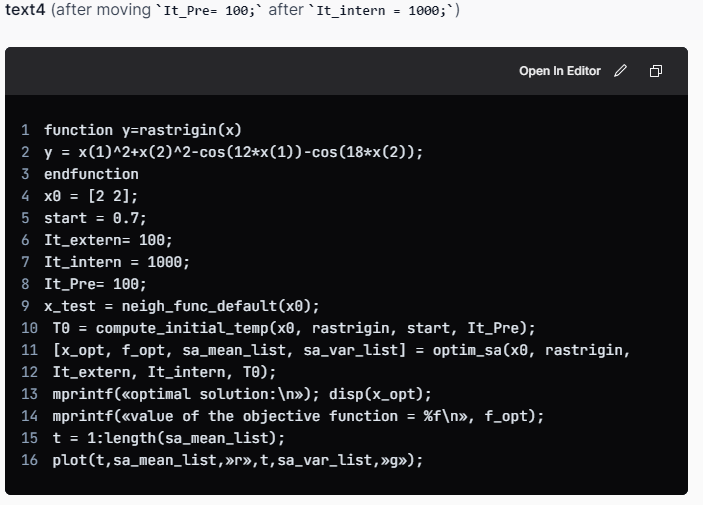 text4 (after moving `It_Pre= 100;` after `It_intern = 1000;`)
Open In Editor
1 function y=rastrigin(x)
2 y = x(1)^2+x(2)^2-cos(12*x(1))-cos(18*x(2));
3 endfunction
4 x0 = [2 2];
5 start = 0.7;
6 It_extern= 100;
7 It_intern = 1000;
8 It_Pre= 100;
9 x_test = neigh_func_default(x0);
10 T0 = compute_initial_temp(x0, rastrigin, start, It_Pre);
11 [x_opt, f_opt, sa_mean_list, sa_var_list] = optim_sa(x0, rastrigin,
12 It_extern, It_intern, T0);
13 mprintf(«optimal solution:\n»); disp(x_opt);
14 mprintf(«value of the objective function = %f\n», f_opt);
15 t = 1:length(sa_mean_list);
16 plot(t,sa_mean_list,»r»,t,sa_var_list,»g»);